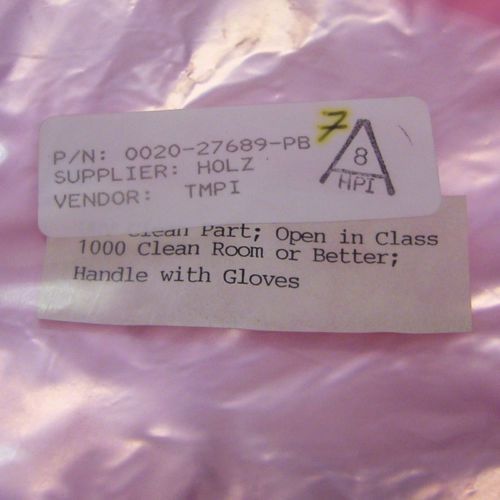 P/N: 0020-27689-PB
SUPPLIER: HOLZ
VENDOR: TMPI
7
8
HPI
Clean Part; Open in Class
1000 Clean Room or Better;
Handle with Gloves